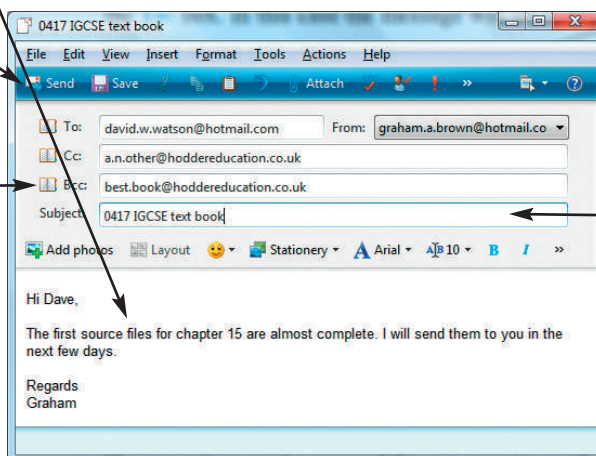 0417 IGCSE text book
File Edit View Insert Format Tools Actions Help
Send Save Attach »
To: david.w.watson@hotmail.com From: graham.a.brown@hotmail.co
Cc: a.n.other@hoddereducation.co.uk
Bcc: best.book@hoddereducation.co.uk
Subject: 0417 IGCSE text book
Add photos Layout Stationery A Arial 10 B I »
Hi Dave,
The first source files for chapter 15 are almost complete. I will send them to you in the
next few days.
Regards
Graham